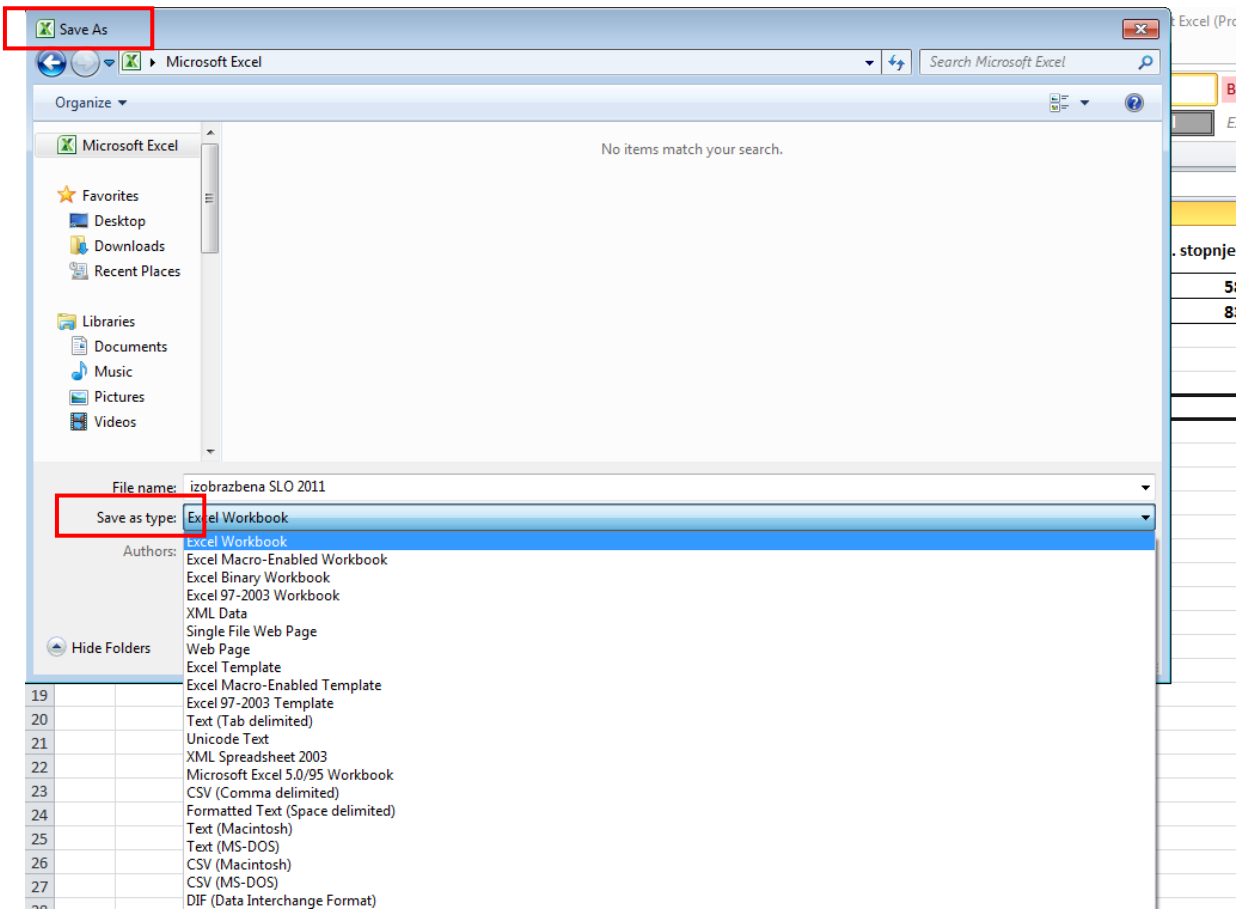 Save As
t Excel (Pro
Microsoft Excel
Search Microsoft Excel
Organize
Microsoft Excel
No items match your search.
Favorites
Desktop
Downloads
Recent Places
. stopnje
Libraries
Documents
Music
Pictures
Videos
File name: izobrazbena SLO 2011
Save as type: Excel Workbook
Authors:
Excel Workbook
Excel Macro-Enabled Workbook
Excel Binary Workbook
Excel 97-2003 Workbook
XML Data
Single File Web Page
Hide Folders
Web Page
Excel Template
Excel Macro-Enabled Template
Excel 97-2003 Template
Text (Tab delimited)
Unicode Text
XML Spreadsheet 2003
Microsoft Excel 5.0/95 Workbook
CSV (Comma delimited)
Formatted Text (Space delimited)
Text (Macintosh)
Text (MS-DOS)
CSV (Macintosh)
CSV (MS-DOS)
DIF (Data Interchange Format)
19
20
21
22
23
24
25
26
27